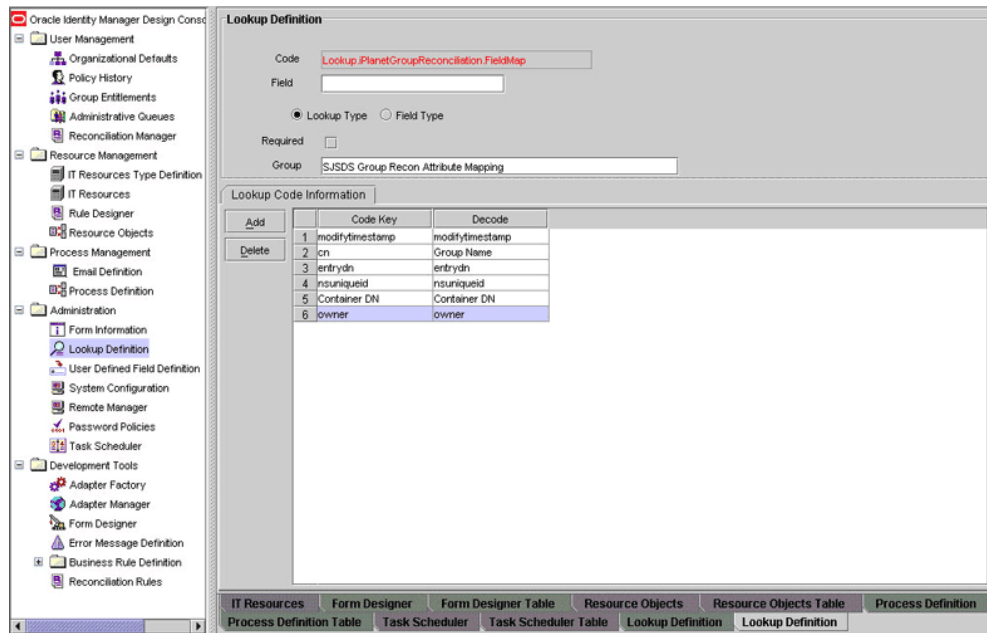 Oracle Identity Manager Design Consc
User Management
Organizational Defaults
Policy History
Group Entitlements
Administrative Queues
Reconciliation Manager
Resource Management
IT Resources Type Definition
IT Resources
Rule Designer
Resource Objects
Process Management
Email Definition
Process Definition
Administration
Form Information
Lookup Definition
User Defined Field Definition
System Configuration
Remote Manager
Password Policies
Task Scheduler
Development Tools
Adapter Factory
Adapter Manager
Form Designer
Error Message Definition
Business Rule Definition
Reconciliation Rules
Lookup Definition
Code Lookup.iPlanetGroupReconciliation.FieldMap
Field
Lookup Type Field Type
Required
Group SJSDS Group Recon Attribute Mapping
Lookup Code Information
Add
Delete
Code Key Decode
1 modifytimestamp modifytimestamp
2 cn Group Name
3 entrydn entrydn
4 nsuniqueid nsuniqueid
5 Container DN Container DN
6 owner owner
IT Resources Form Designer Form Designer Table Resource Objects Resource Objects Table Process Definition
Process Definition Table Task Scheduler Task Scheduler Table Lookup Definition Lookup Definition